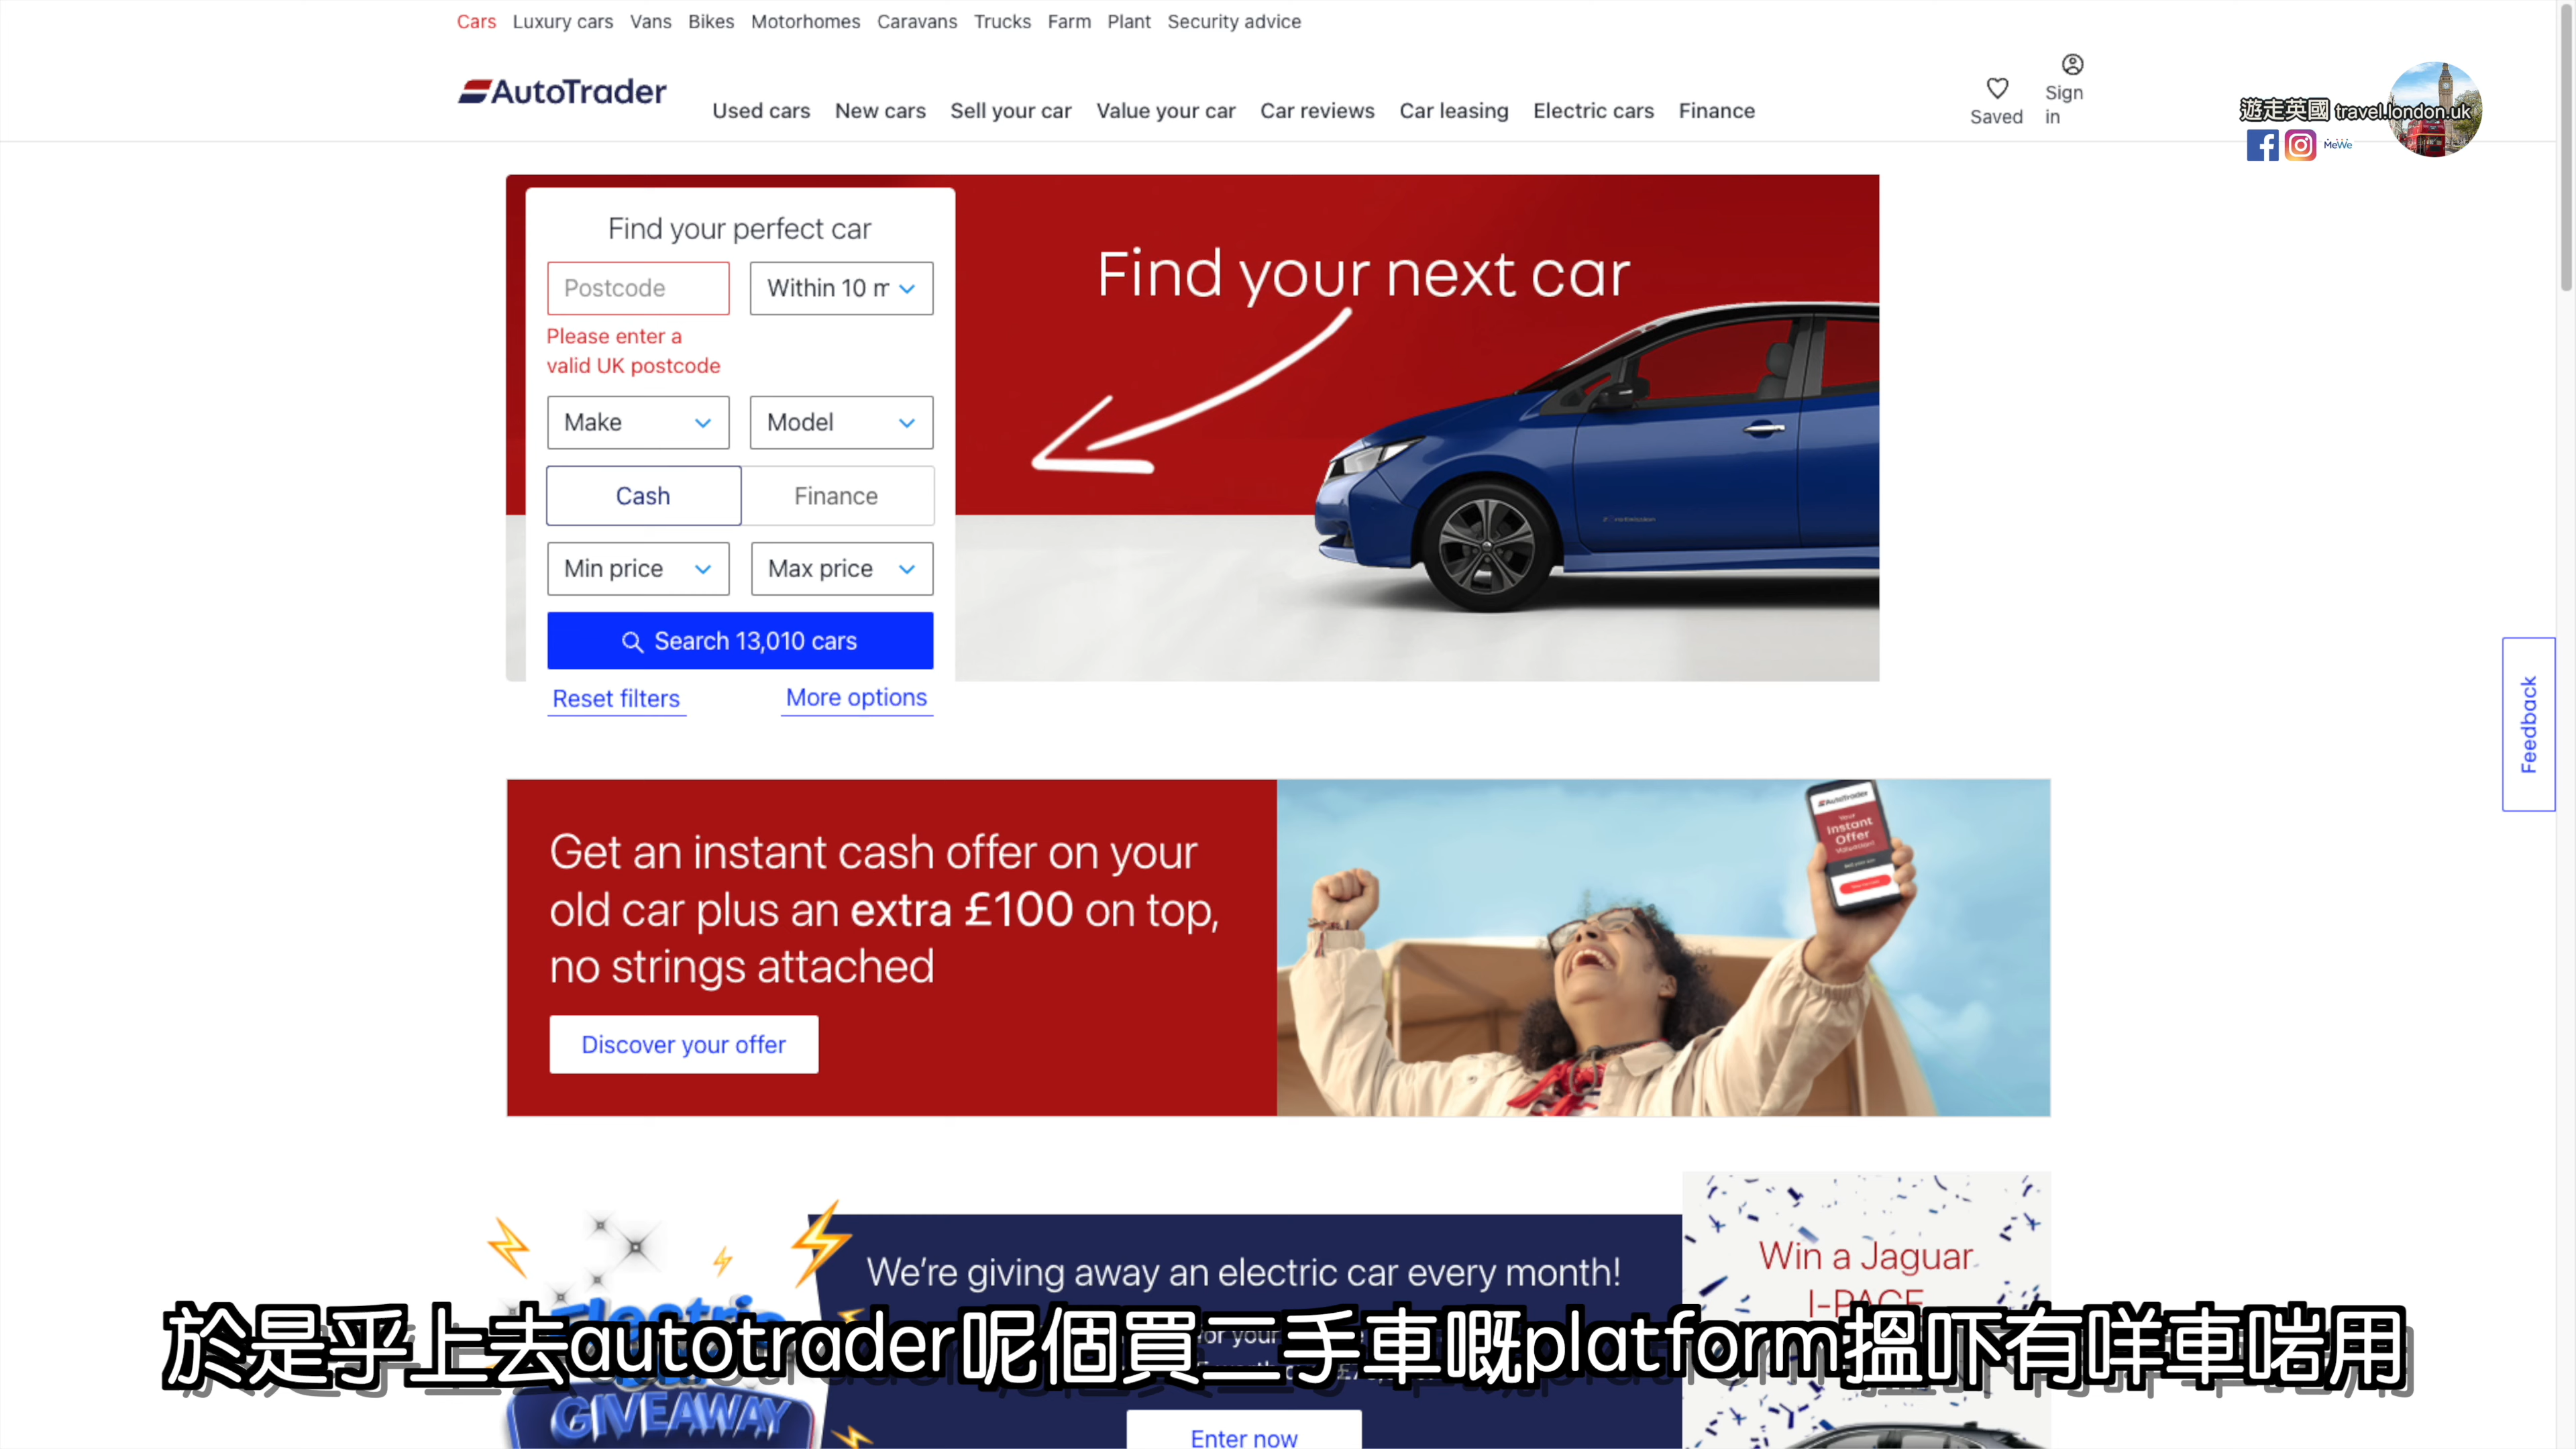 Cars Luxury cars Vans Bikes Motorhomes Caravans Trucks Farm Plant Security advice
AutoTrader
Used cars New cars Sell your car Value your car Car reviews Car leasing Electric cars Finance
Saved
Sign
in
遊走英國 travel.london.uk
MeWe
Find your perfect car
Postcode
Within 10 m
Please enter a
valid UK postcode
Make
Model
Cash
Finance
Min price
Max price
Search 13,010 cars
Reset filters
More options
Find your next car
Feedback
Get an instant cash offer on your
old car plus an extra £100 on top,
no strings attached
Discover your offer
AutoTrader
Your
Instant
Offer
Valuation!
We're giving away an electric car every month!
Win a Jaguar
I-PACE
Electric
GIVEAWAY
Enter now
於是乎上去autotrader呢個買二手車嘅platform搵吓有咩車啱用